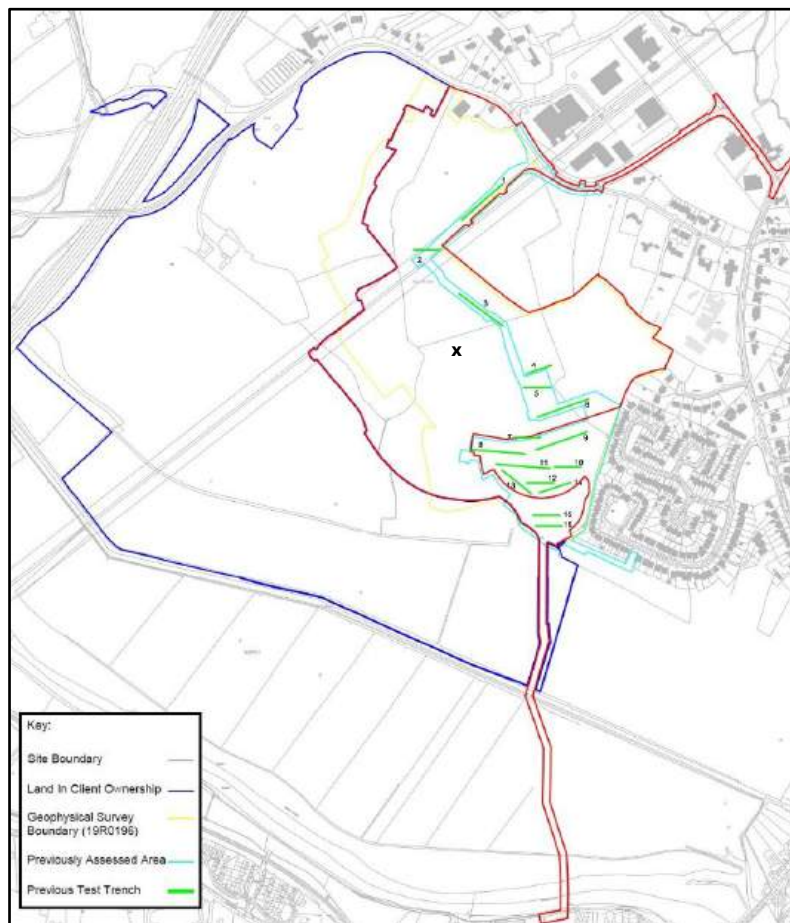 1
2
3
x
4
5
6
7
8
9
11
10
12
13
15
16
Key:
Site Boundary
Land In Client Ownership
Geophysical Survey
Boundary (19R0196)
Previously Assessed Area
Previous Test Trench